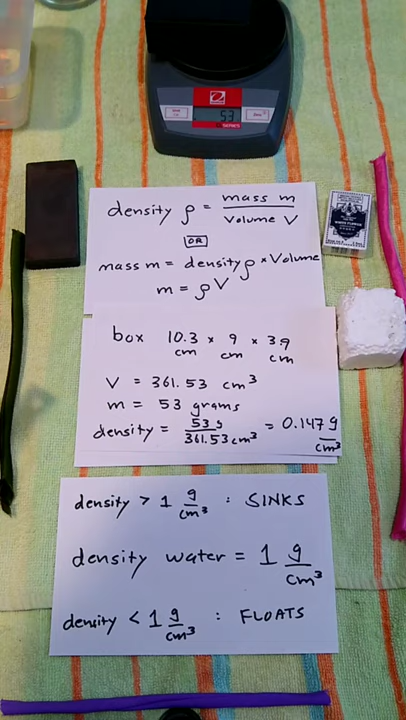 53
density ρ = mass m / Volume V
OR
mass m = density ρ × Volume
m = ρ V
box 10.3 cm × 9 cm × 3.9 cm
V = 361.53 cm³
m = 53 grams
density = 53 g / 361.53 cm³ = 0.147 g/cm³
density > 1 g/cm³ : SINKS
density water = 1 g/cm³
density < 1 g/cm³ : FLOATS